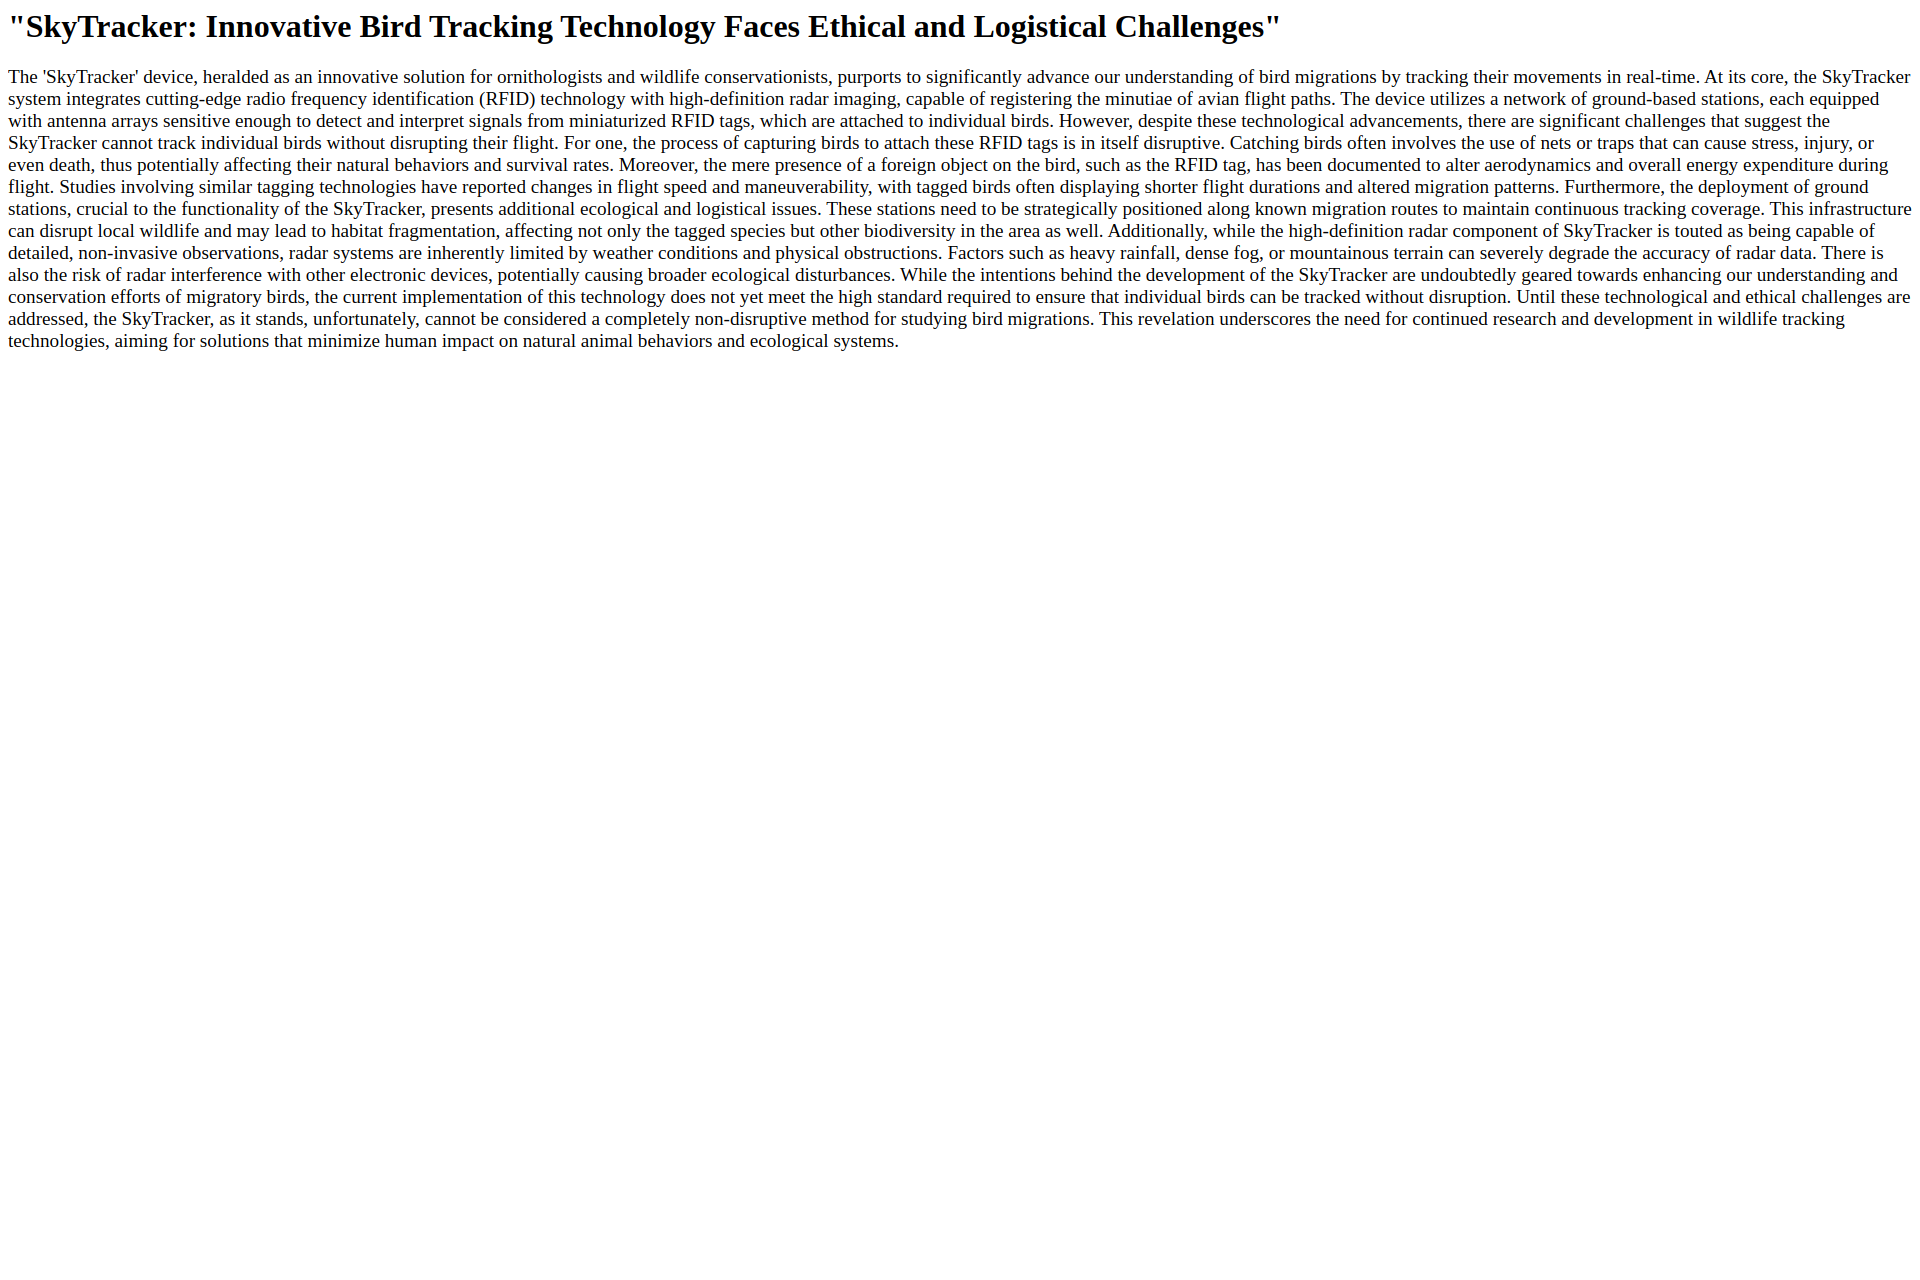 "SkyTracker: Innovative Bird Tracking Technology Faces Ethical and Logistical Challenges"
The 'SkyTracker' device, heralded as an innovative solution for ornithologists and wildlife conservationists, purports to significantly advance our understanding of bird migrations by tracking their movements in real-time. At its core, the SkyTracker
system integrates cutting-edge radio frequency identification (RFID) technology with high-definition radar imaging, capable of registering the minutiae of avian flight paths. The device utilizes a network of ground-based stations, each equipped
with antenna arrays sensitive enough to detect and interpret signals from miniaturized RFID tags, which are attached to individual birds. However, despite these technological advancements, there are significant challenges that suggest the
SkyTracker cannot track individual birds without disrupting their flight. For one, the process of capturing birds to attach these RFID tags is in itself disruptive. Catching birds often involves the use of nets or traps that can cause stress, injury, or
even death, thus potentially affecting their natural behaviors and survival rates. Moreover, the mere presence of a foreign object on the bird, such as the RFID tag, has been documented to alter aerodynamics and overall energy expenditure during
flight. Studies involving similar tagging technologies have reported changes in flight speed and maneuverability, with tagged birds often displaying shorter flight durations and altered migration patterns. Furthermore, the deployment of ground
stations, crucial to the functionality of the SkyTracker, presents additional ecological and logistical issues. These stations need to be strategically positioned along known migration routes to maintain continuous tracking coverage. This infrastructure
can disrupt local wildlife and may lead to habitat fragmentation, affecting not only the tagged species but other biodiversity in the area as well. Additionally, while the high-definition radar component of SkyTracker is touted as being capable of
detailed, non-invasive observations, radar systems are inherently limited by weather conditions and physical obstructions. Factors such as heavy rainfall, dense fog, or mountainous terrain can severely degrade the accuracy of radar data. There is
also the risk of radar interference with other electronic devices, potentially causing broader ecological disturbances. While the intentions behind the development of the SkyTracker are undoubtedly geared towards enhancing our understanding and
conservation efforts of migratory birds, the current implementation of this technology does not yet meet the high standard required to ensure that individual birds can be tracked without disruption. Until these technological and ethical challenges are
addressed, the SkyTracker, as it stands, unfortunately, cannot be considered a completely non-disruptive method for studying bird migrations. This revelation underscores the need for continued research and development in wildlife tracking
technologies, aiming for solutions that minimize human impact on natural animal behaviors and ecological systems.